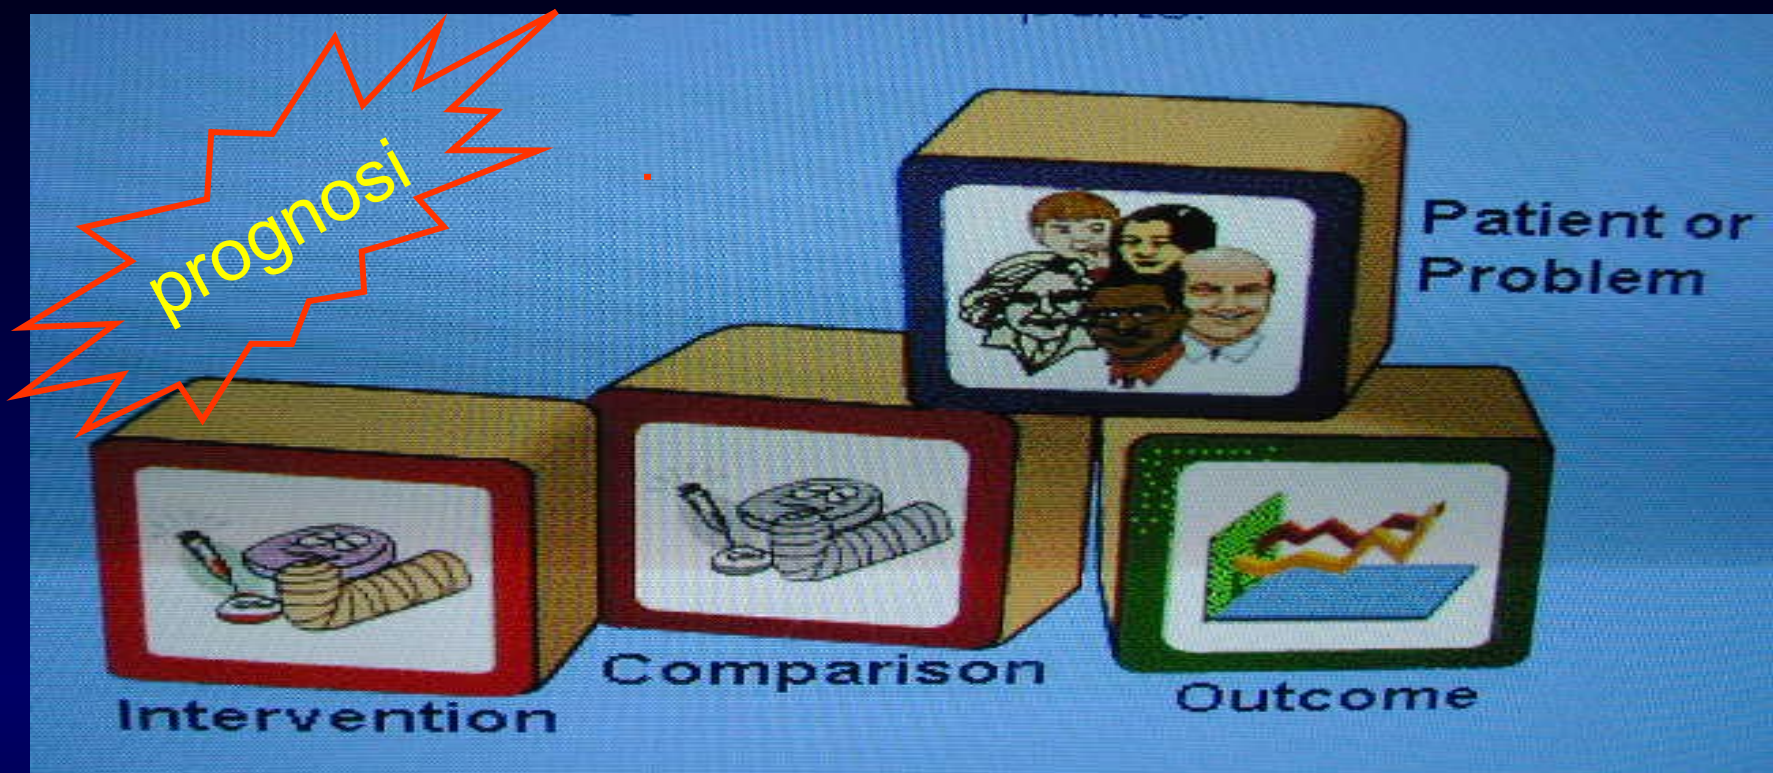 prognosi
Patient or
Problem
Comparison
Intervention
Outcome